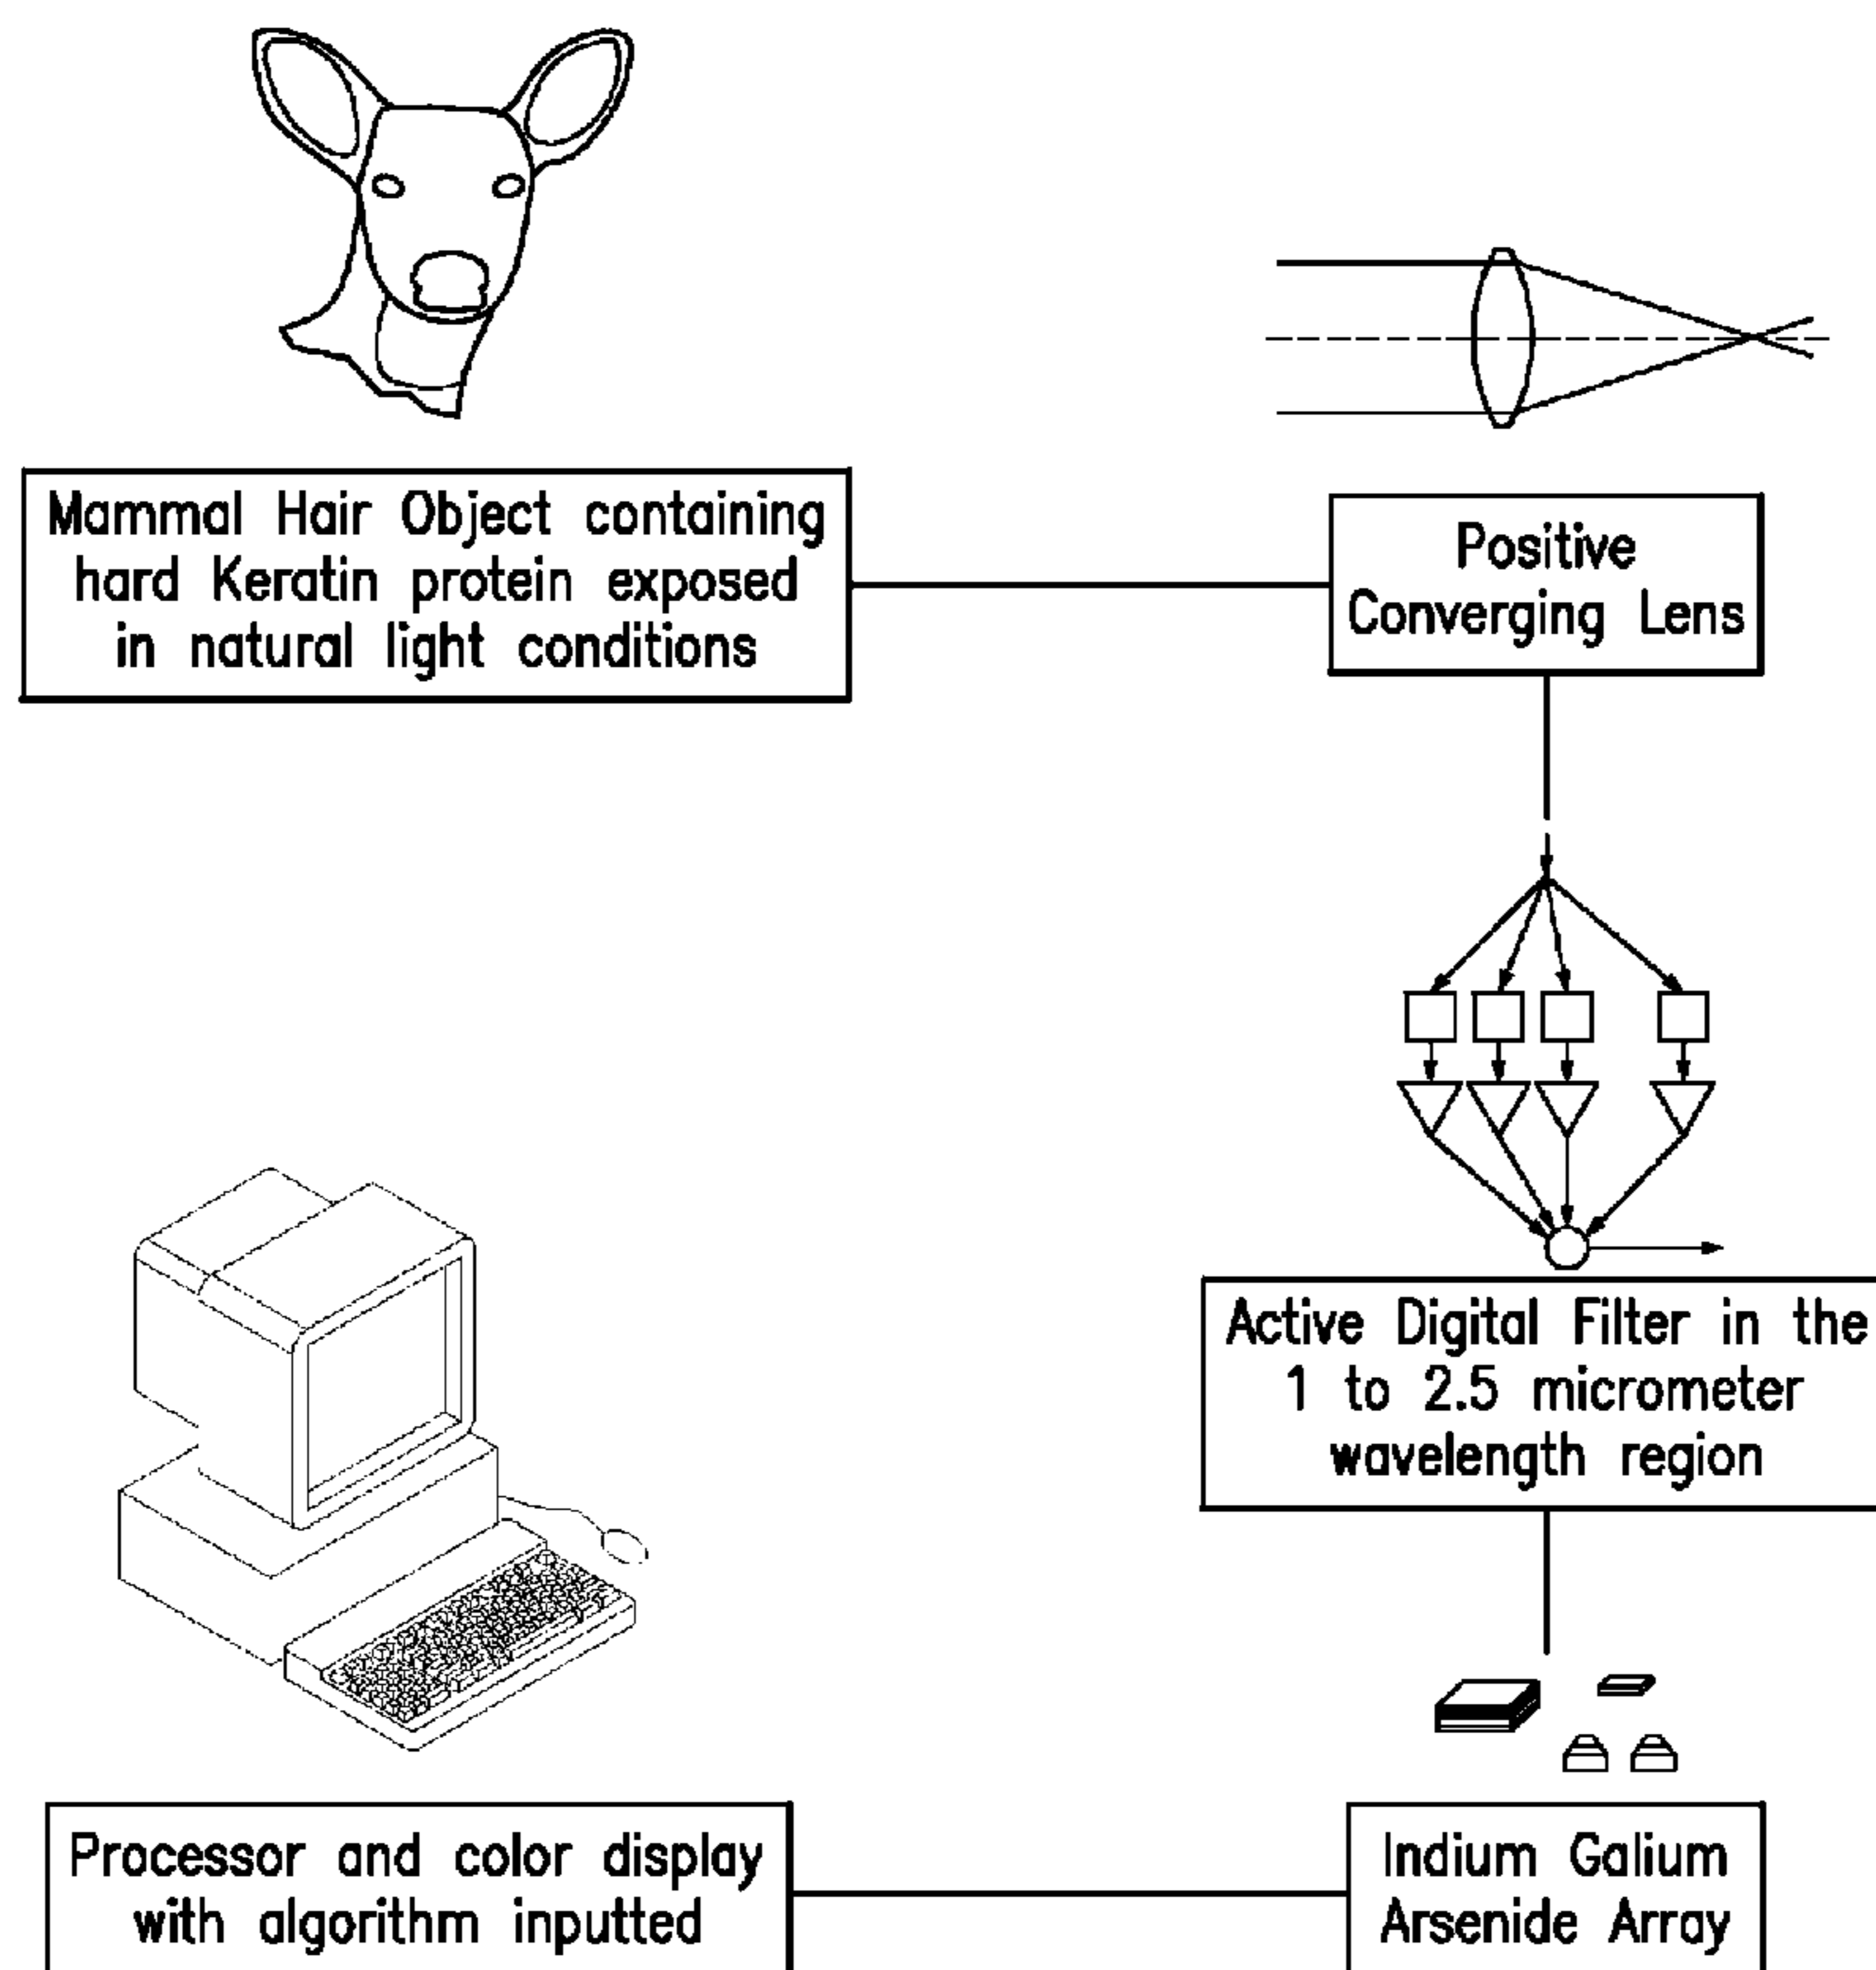 Mammal Hair Object containing
hard Keratin protein exposed
in natural light conditions
Positive
Converging Lens
Active Digital Filter in the
1 to 2.5 micrometer
wavelength region
Processor and color display
with algorithm inputted
Indium Galium
Arsenide Array